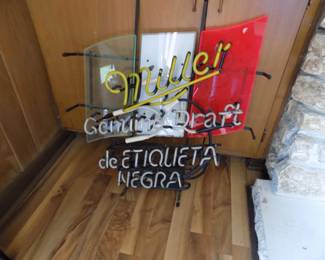 Miller
Genuine Draft
de ETIQUETA
NEGRA